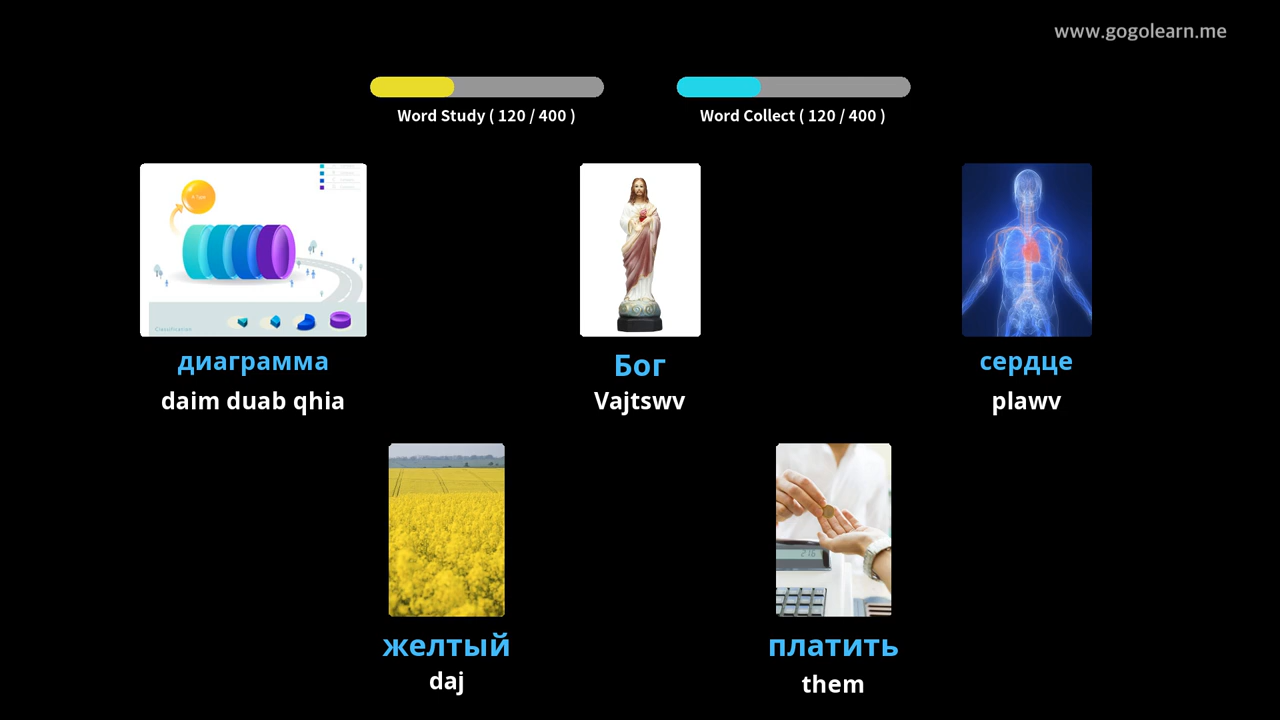 www.gogolearn.me
Word Study ( 120 / 400 )
Word Collect ( 120 / 400 )
диаграмма
daim duab qhia
Бог
Vajtswv
сердце
plawv
желтый
daj
платить
them